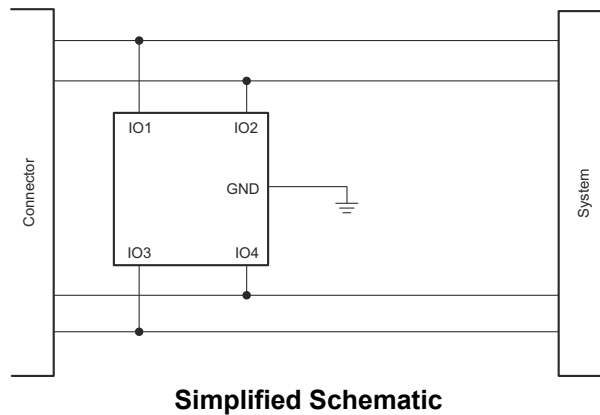 Connector
IO1
IO2
GND
IO3
IO4
System
Simplified Schematic